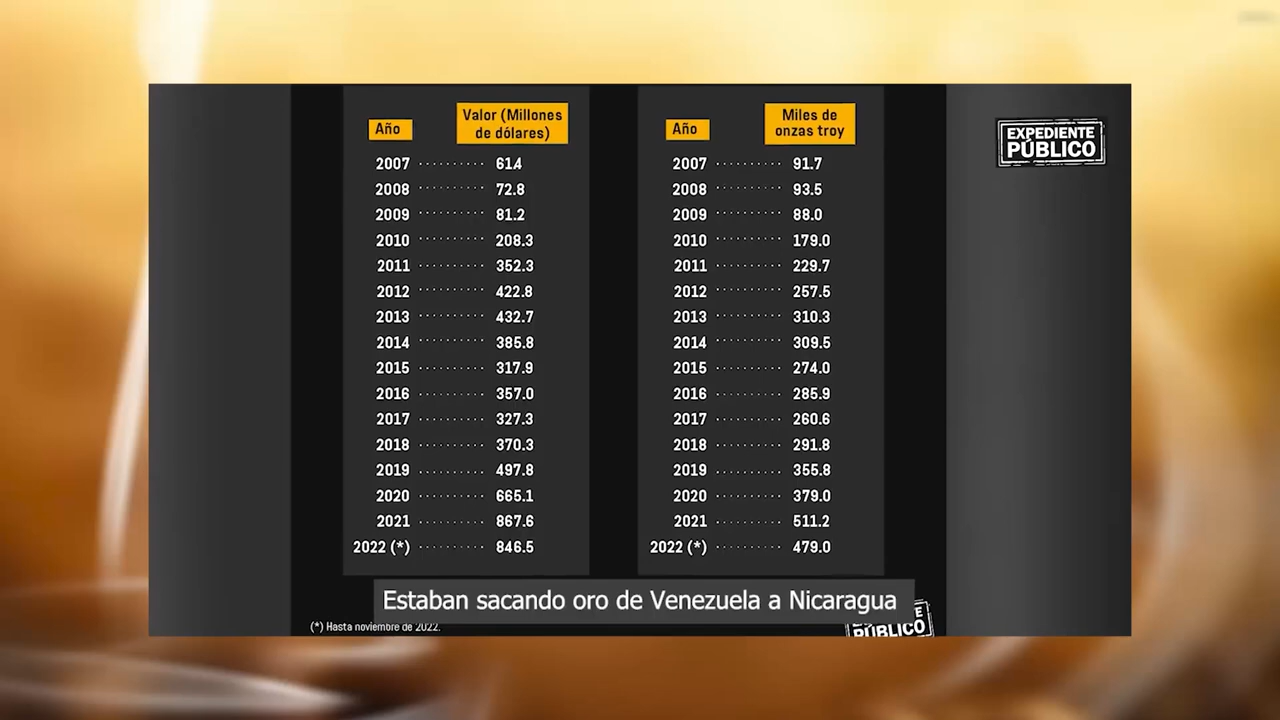 Año Valor (Millones
de dólares)
2007 ·········· 61.4
2008 ·········· 72.8
2009 ·········· 81.2
2010 ·········· 208.3
2011 ·········· 352.3
2012 ·········· 422.8
2013 ·········· 432.7
2014 ·········· 385.8
2015 ·········· 317.9
2016 ·········· 357.0
2017 ·········· 327.3
2018 ·········· 370.3
2019 ·········· 497.8
2020 ·········· 665.1
2021 ·········· 867.6
2022 (*) ·········· 846.5
Año Miles de
onzas troy
2007 ·········· 91.7
2008 ·········· 93.5
2009 ·········· 88.0
2010 ·········· 179.0
2011 ·········· 229.7
2012 ·········· 257.5
2013 ·········· 310.3
2014 ·········· 309.5
2015 ·········· 274.0
2016 ·········· 285.9
2017 ·········· 260.6
2018 ·········· 291.8
2019 ·········· 355.8
2020 ·········· 379.0
2021 ·········· 511.2
2022 (*) ·········· 479.0
EXPEDIENTE
PÚBLICO
Estaban sacando oro de Venezuela a Nicaragua
(*) Hasta noviembre de 2022.
PÚBLICO